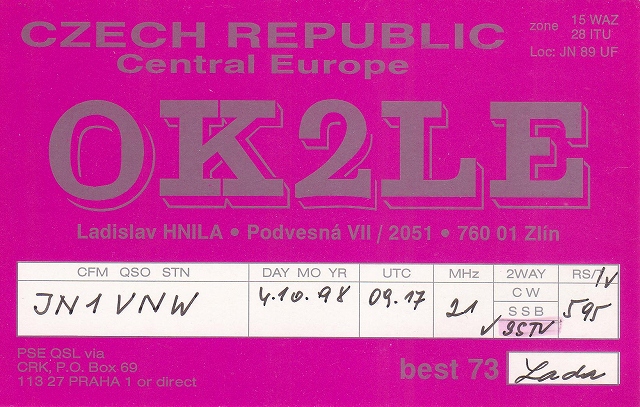 CZECH REPUBLIC
Central Europe
zone 15 WAZ
28 ITU
Loc: JN 89 UF
OK2LE
Ladislav HNILA • Podvesná VII / 2051 • 760 01 Zlín
CFM QSO STN DAY MO YR UTC MHz 2WAY RS/T/V
JN1VNW 4.10.98 09.17 21 CW 595
SSB
✓ SSTV
PSE QSL via
CRK, P.O. Box 69
113 27 PRAHA 1 or direct
best 73 Lada